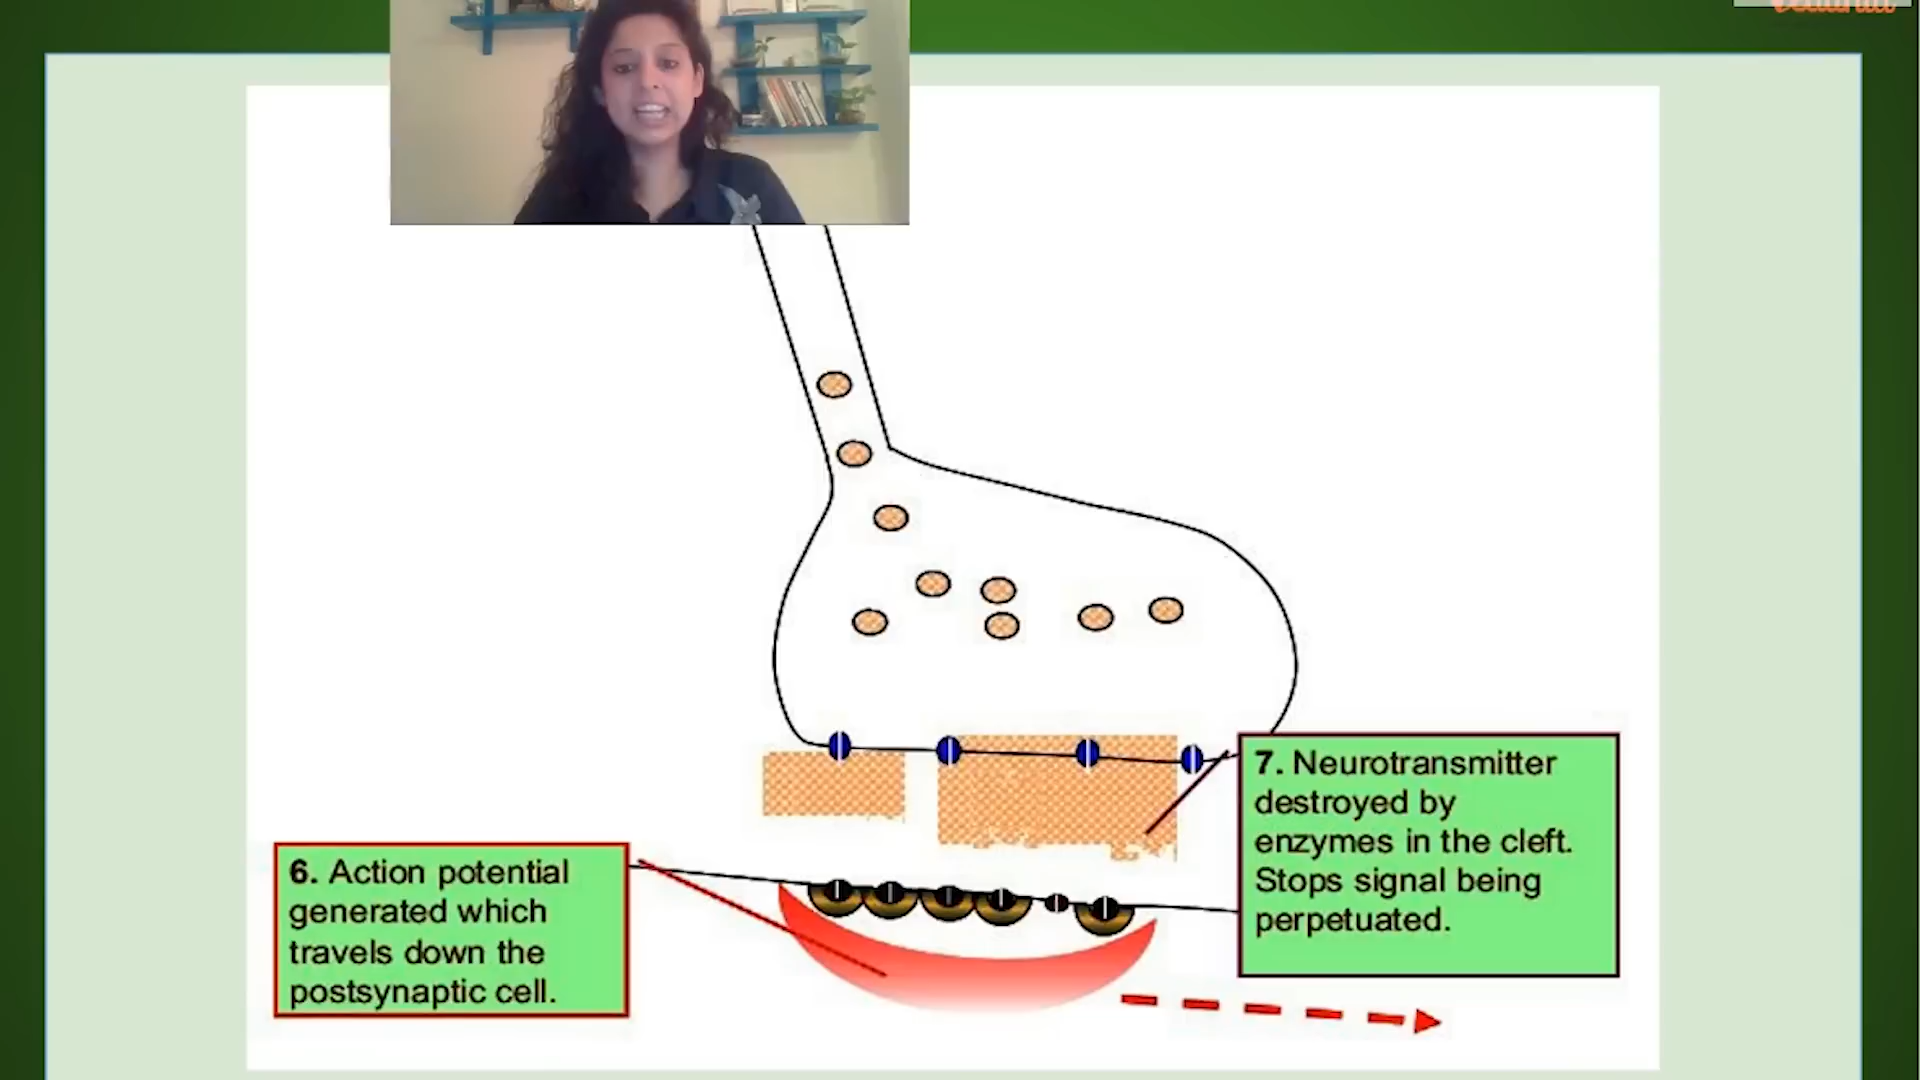 6. Action potential
generated which
travels down the
postsynaptic cell.
7. Neurotransmitter
destroyed by
enzymes in the cleft.
Stops signal being
perpetuated.